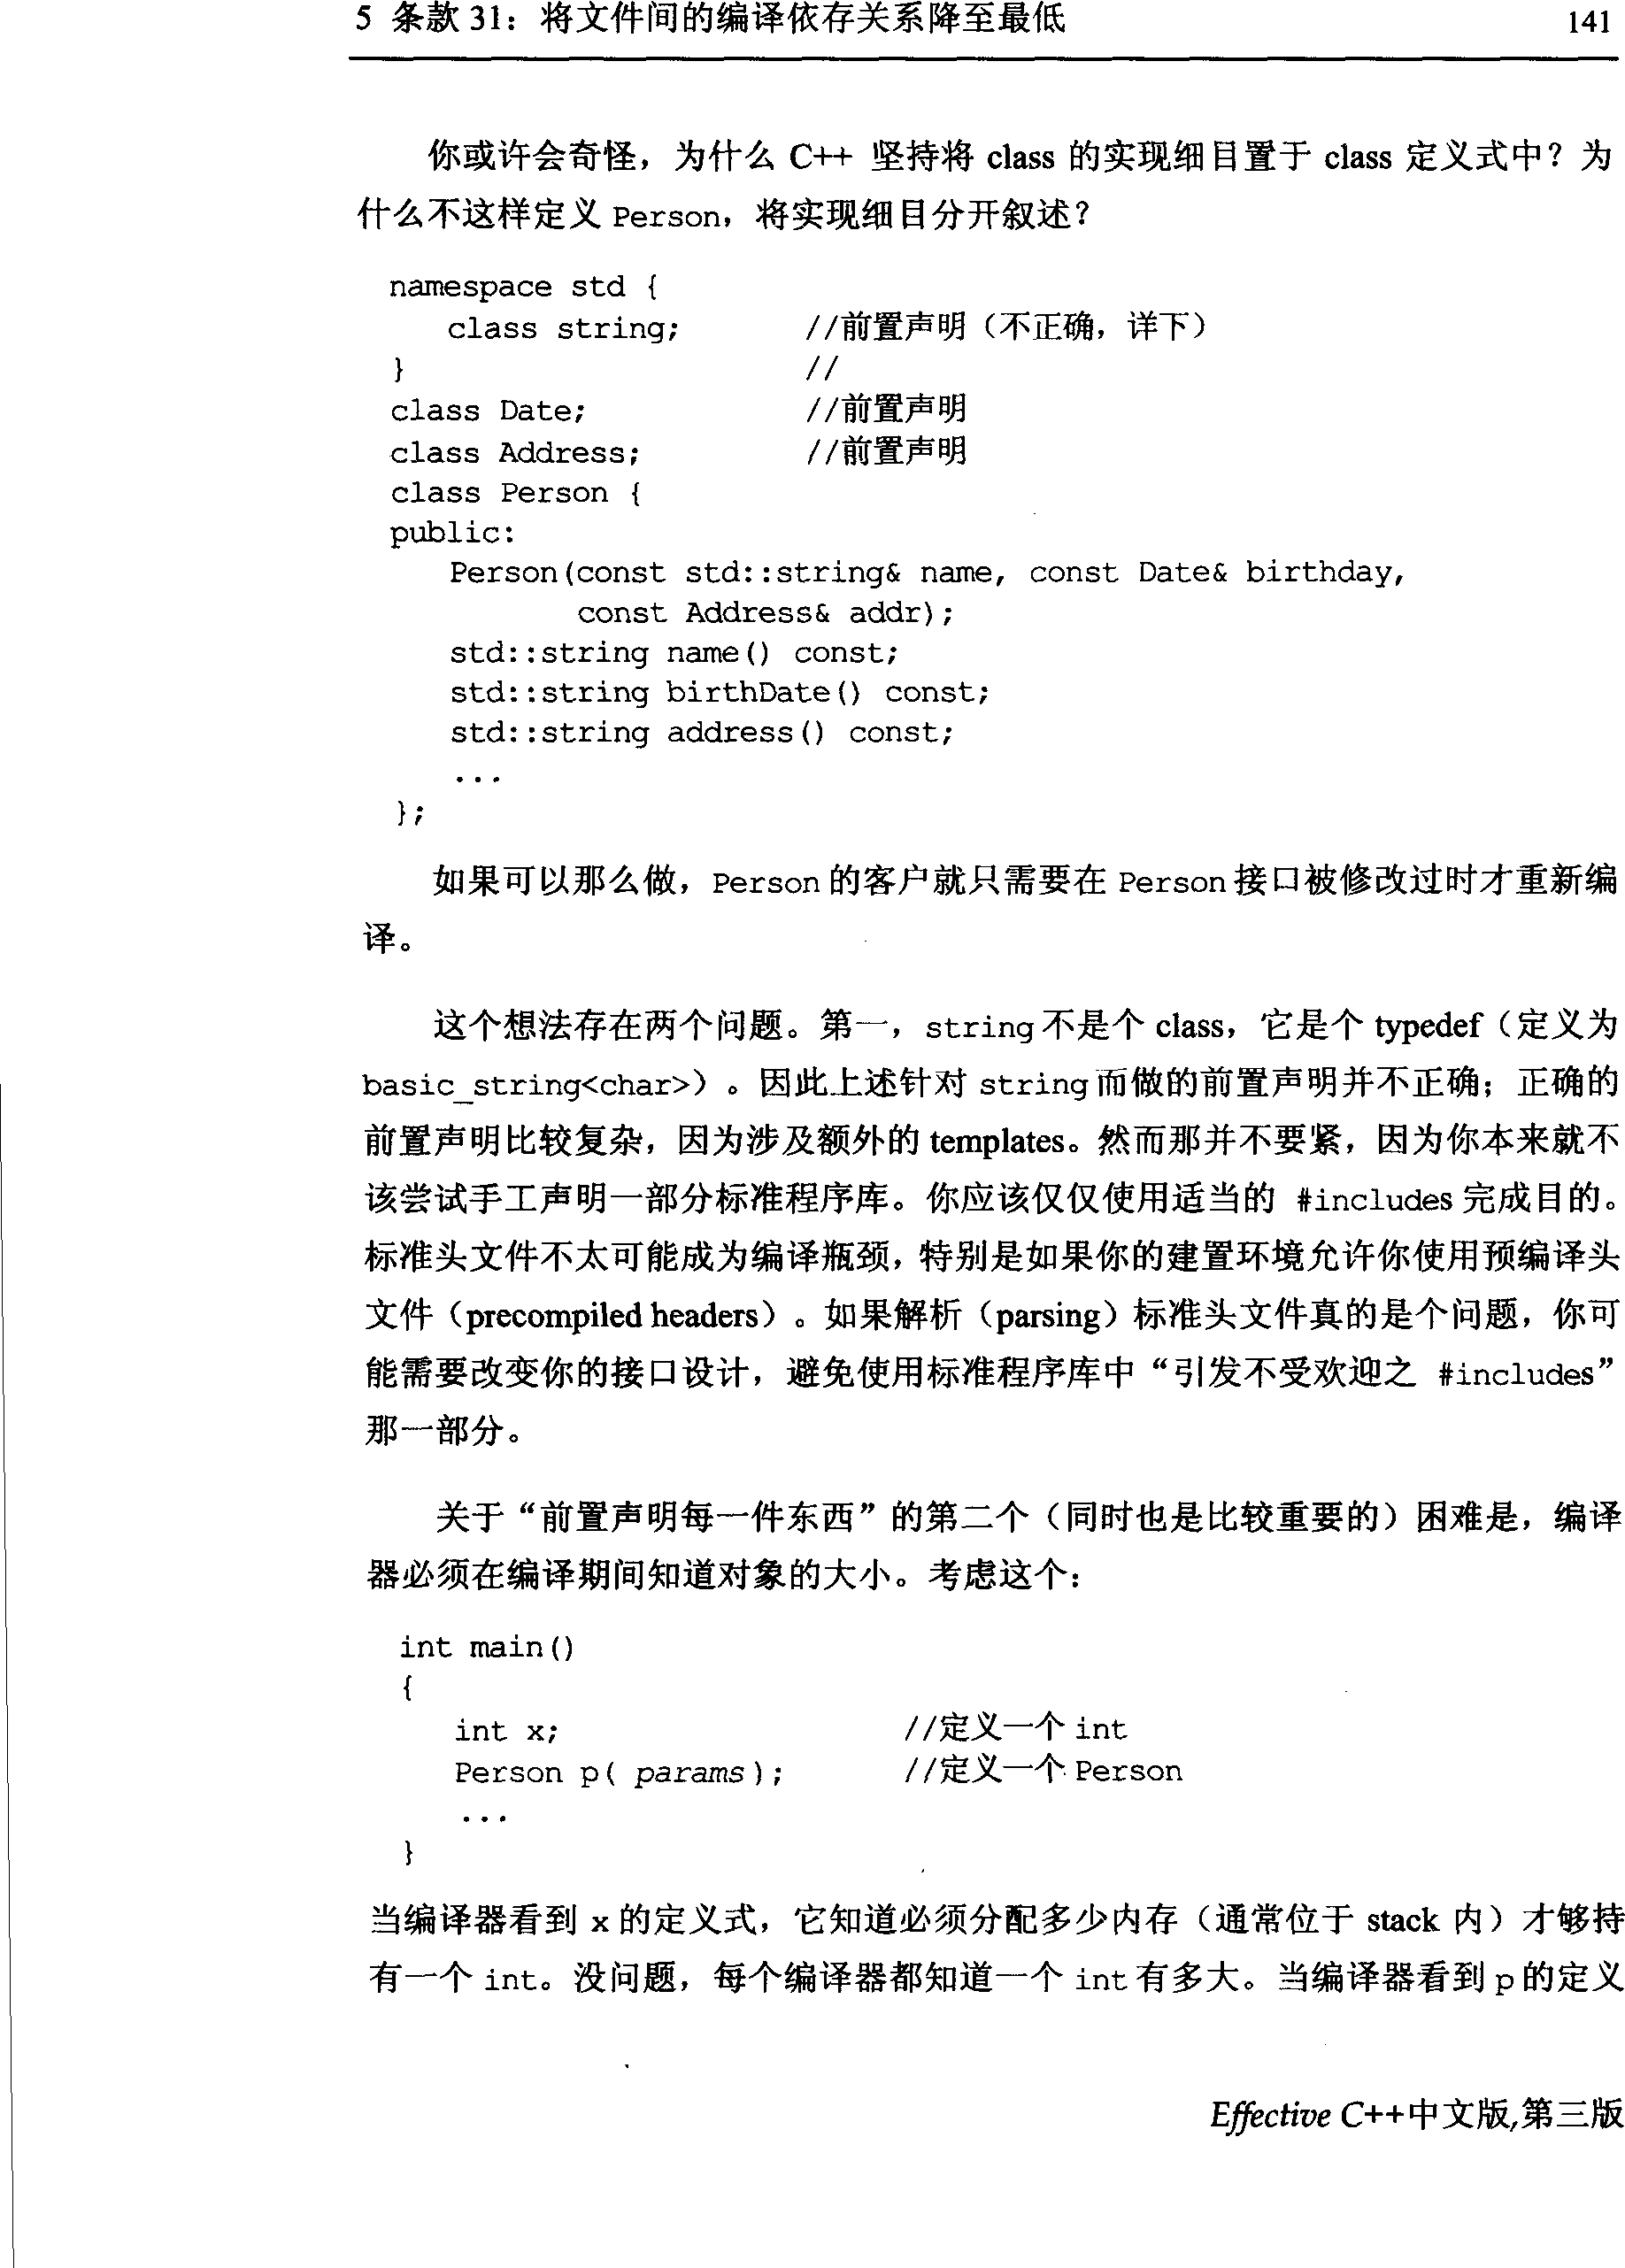 5 条款 31：将文件间的编译依存关系降至最低 141
你或许会奇怪，为什么 C++ 坚持将 class 的实现细目置于 class 定义式中？为
什么不这样定义 Person，将实现细目分开叙述？
namespace std {
class string; //前置声明（不正确，详下）
} //
class Date; //前置声明
class Address; //前置声明
class Person {
public:
Person(const std::string& name, const Date& birthday,
const Address& addr);
std::string name() const;
std::string birthDate() const;
std::string address() const;
...
};
如果可以那么做，Person 的客户就只需要在 Person 接口被修改过时才重新编
译。
这个想法存在两个问题。第一，string 不是个 class，它是个 typedef（定义为
basic_string<char>）。因此上述针对 string 而做的前置声明并不正确；正确的
前置声明比较复杂，因为涉及额外的 templates。然而那并不要紧，因为你本来就不
该尝试手工声明一部分标准程序库。你应该仅仅使用适当的 #includes 完成目的。
标准头文件不太可能成为编译瓶颈，特别是如果你的建置环境允许你使用预编译头
文件（precompiled headers）。如果解析（parsing）标准头文件真的是个问题，你可
能需要改变你的接口设计，避免使用标准程序库中“引发不受欢迎之 #includes”
那一部分。
关于“前置声明每一件东西”的第二个（同时也是比较重要的）困难是，编译
器必须在编译期间知道对象的大小。考虑这个：
int main()
{
int x; //定义一个 int
Person p( params ); //定义一个 Person
...
}
当编译器看到 x 的定义式，它知道必须分配多少内存（通常位于 stack 内）才够持
有一个 int。没问题，每个编译器都知道一个 int 有多大。当编译器看到 p 的定义
Effective C++中文版,第三版